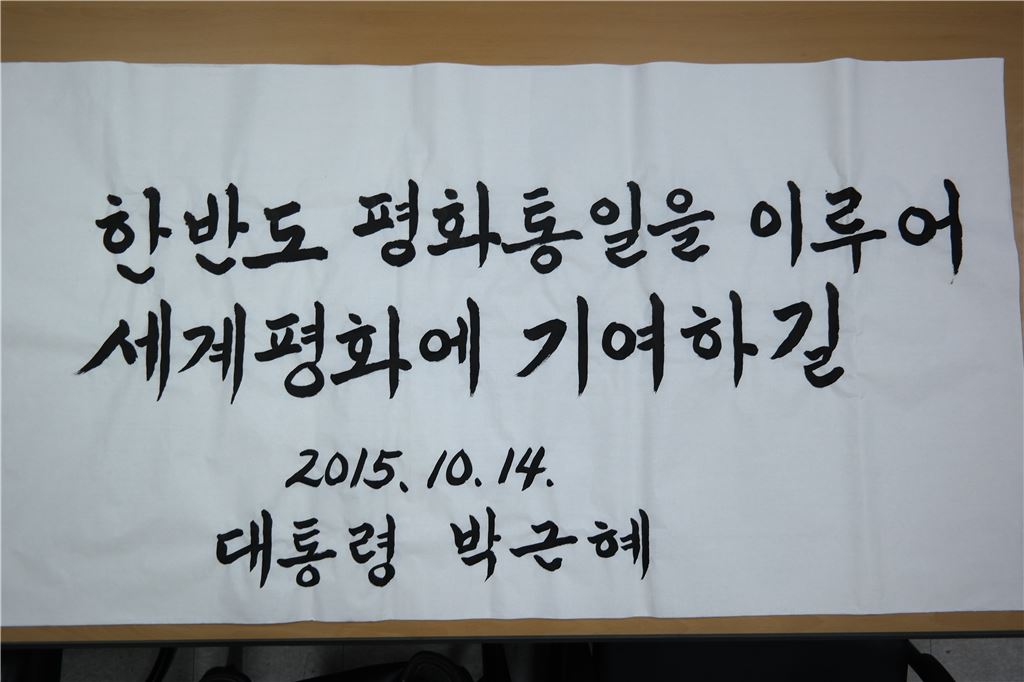 한반도 평화통일을 이루어
세계평화에 기여하길
2015. 10. 14.
대통령 박근혜